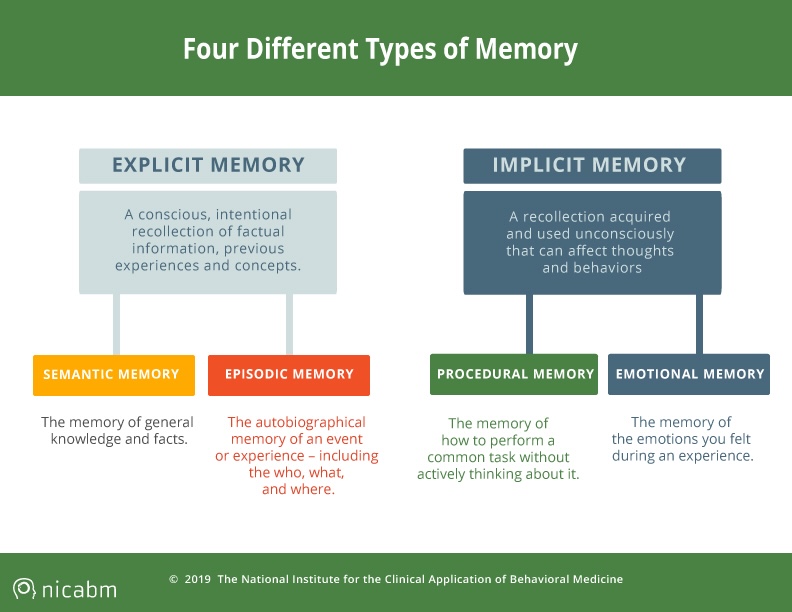 Four Different Types of Memory
EXPLICIT MEMORY
A conscious, intentional
recollection of factual
information, previous
experiences and concepts.
SEMANTIC MEMORY
The memory of general
knowledge and facts.
EPISODIC MEMORY
The autobiographical
memory of an event
or experience – including
the who, what,
and where.
IMPLICIT MEMORY
A recollection acquired
and used unconsciously
that can affect thoughts
and behaviors
PROCEDURAL MEMORY
The memory of
how to perform a
common task without
actively thinking about it.
EMOTIONAL MEMORY
The memory of
the emotions you felt
during an experience.
nicabm
© 2019 The National Institute for the Clinical Application of Behavioral Medicine